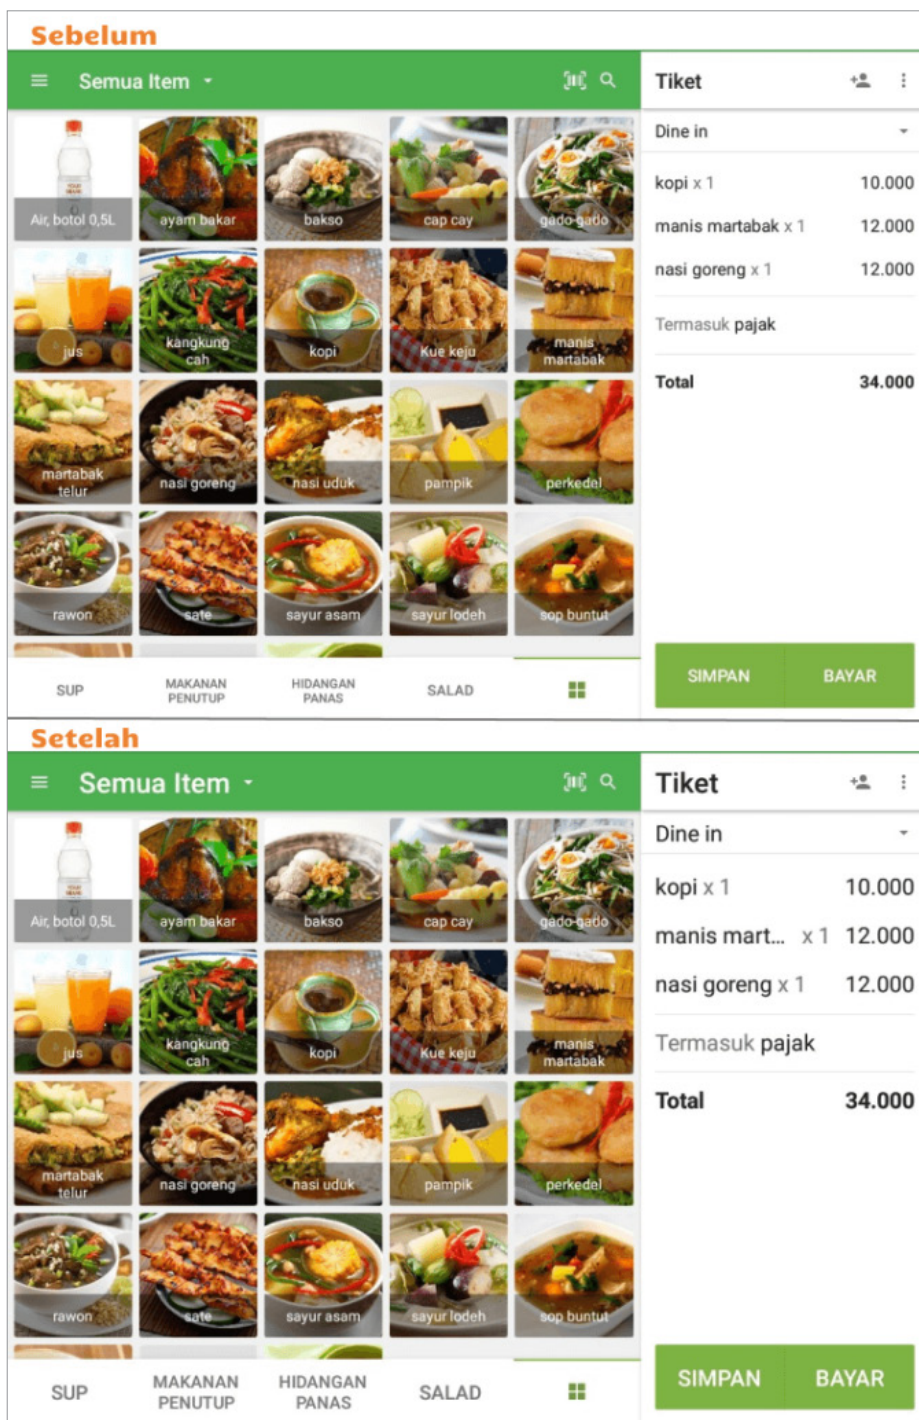 Sebelum
Semua Item
Tiket
Dine in
kopi x 1 10.000
manis martabak x 1 12.000
nasi goreng x 1 12.000
Termasuk pajak
Total 34.000
Air, botol 0,5L
ayam bakar
bakso
cap cay
gado-gado
jus
kangkung
cah
kopi
Kue keju
manis
martabak
martabak
telur
nasi goreng
nasi uduk
pampik
perkedel
rawon
sate
sayur asam
sayur lodeh
sop buntut
SUP
MAKANAN
PENUTUP
HIDANGAN
PANAS
SALAD
SIMPAN
BAYAR
Setelah
Semua Item
Tiket
Dine in
kopi x 1 10.000
manis mart... x 1 12.000
nasi goreng x 1 12.000
Termasuk pajak
Total 34.000
Air, botol 0,5L
ayam bakar
bakso
cap cay
gado-gado
jus
kangkung
cah
kopi
Kue keju
manis
martabak
martabak
telur
nasi goreng
nasi uduk
pampik
perkedel
rawon
sate
sayur asam
sayur lodeh
sop buntut
SUP
MAKANAN
PENUTUP
HIDANGAN
PANAS
SALAD
SIMPAN
BAYAR